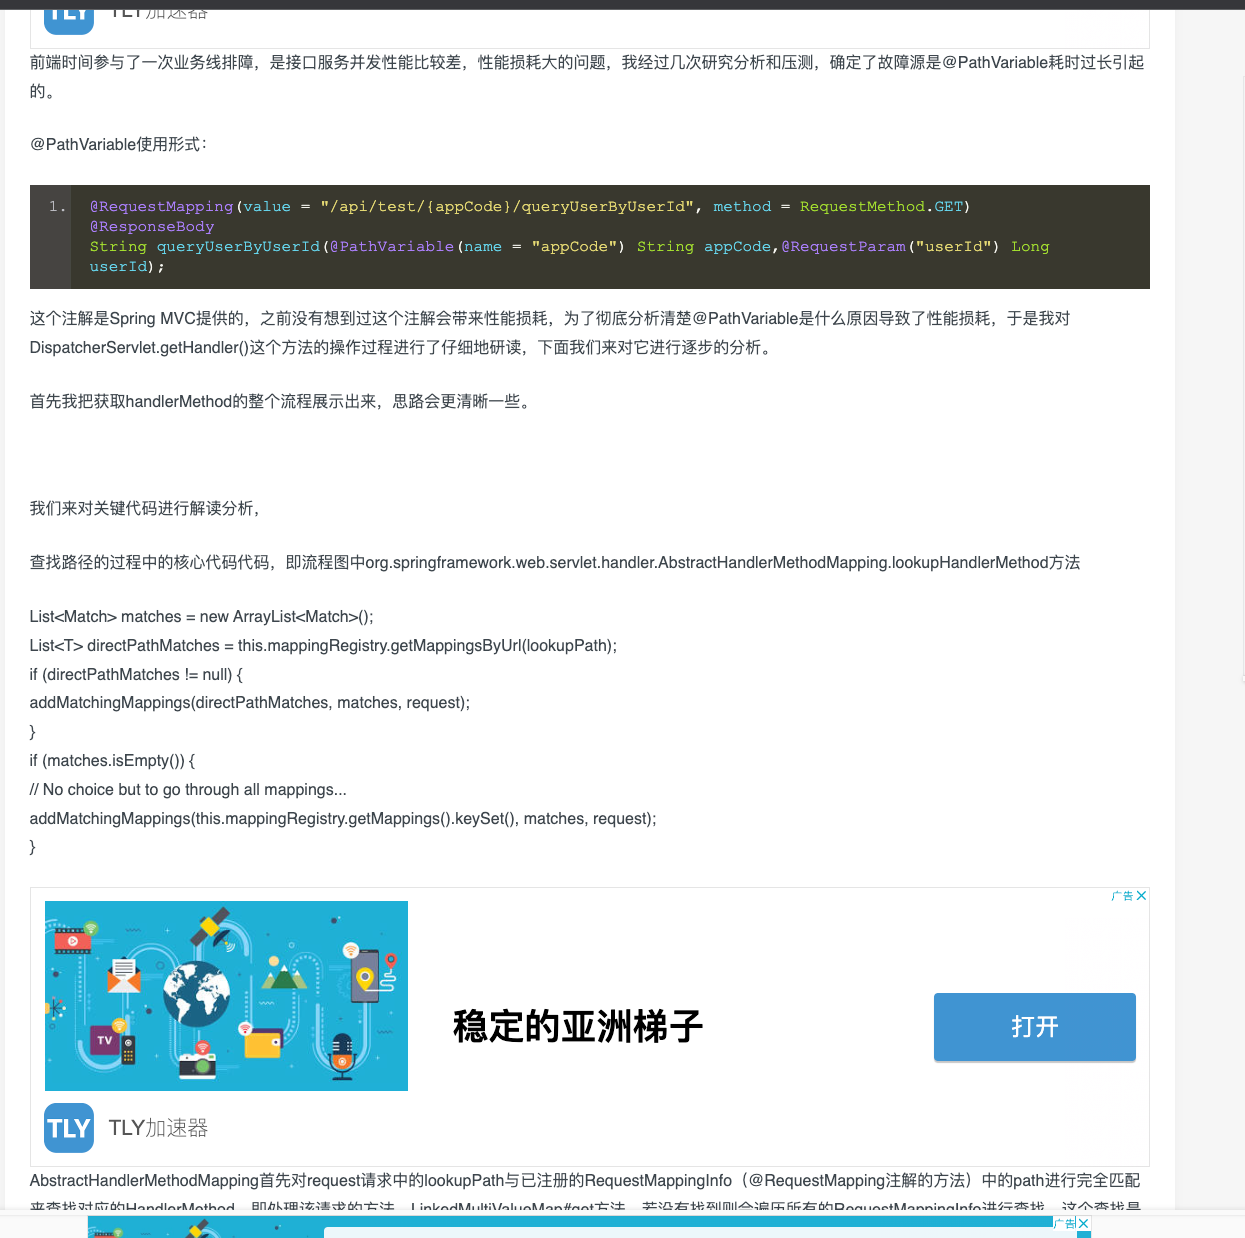 TLY加速器
前端时间参与了一次业务线排障，是接口服务并发性能比较差，性能损耗大的问题，我经过几次研究分析和压测，确定了故障源是@PathVariable耗时过长引起
的。
@PathVariable使用形式：
1. @RequestMapping(value = "/api/test/{appCode}/queryUserByUserId", method = RequestMethod.GET)
@ResponseBody
String queryUserByUserId(@PathVariable(name = "appCode") String appCode,@RequestParam("userId") Long
userId);
这个注解是Spring MVC提供的，之前没有想到过这个注解会带来性能损耗，为了彻底分析清楚@PathVariable是什么原因导致了性能损耗，于是我对
DispatcherServlet.getHandler()这个方法的操作过程进行了仔细地研读，下面我们来对它进行逐步的分析。
首先我把获取handlerMethod的整个流程展示出来，思路会更清晰一些。
我们来对关键代码进行解读分析，
查找路径的过程中的核心代码代码，即流程图中org.springframework.web.servlet.handler.AbstractHandlerMethodMapping.lookupHandlerMethod方法
List<Match> matches = new ArrayList<Match>();
List<T> directPathMatches = this.mappingRegistry.getMappingsByUrl(lookupPath);
if (directPathMatches != null) {
addMatchingMappings(directPathMatches, matches, request);
}
if (matches.isEmpty()) {
// No choice but to go through all mappings...
addMatchingMappings(this.mappingRegistry.getMappings().keySet(), matches, request);
}
广告
TV
稳定的亚洲梯子
打开
TLY TLY加速器
AbstractHandlerMethodMapping首先对request请求中的lookupPath与已注册的RequestMappingInfo（@RequestMapping注解的方法）中的path进行完全匹配
来查找对应的HandlerMethod，即处理该请求的方法，LinkedMultiValueMap#get方法，若没有找到则会遍历所有的RequestMappingInfo进行查找，这个查找是
广告